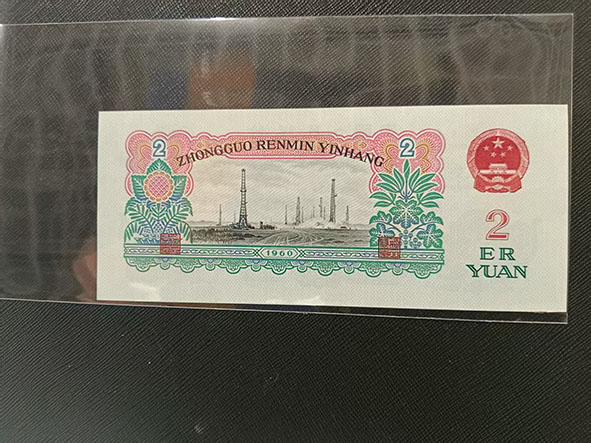 2
2
ZHONGGUO RENMIN YINHANG
1960
2
ER
YUAN